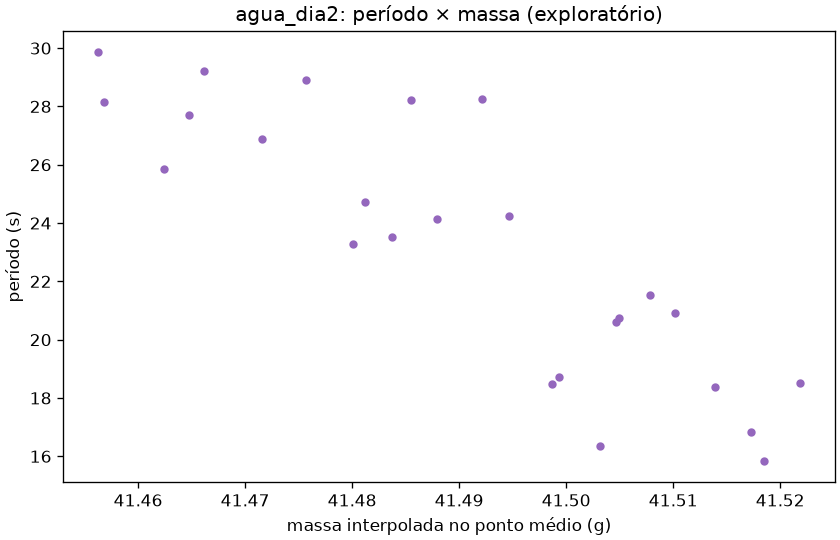 agua_dia2: período × massa (exploratório)
30
28
26
24
22
20
18
16
período (s)
41.46 41.47 41.48 41.49 41.50 41.51 41.52
massa interpolada no ponto médio (g)